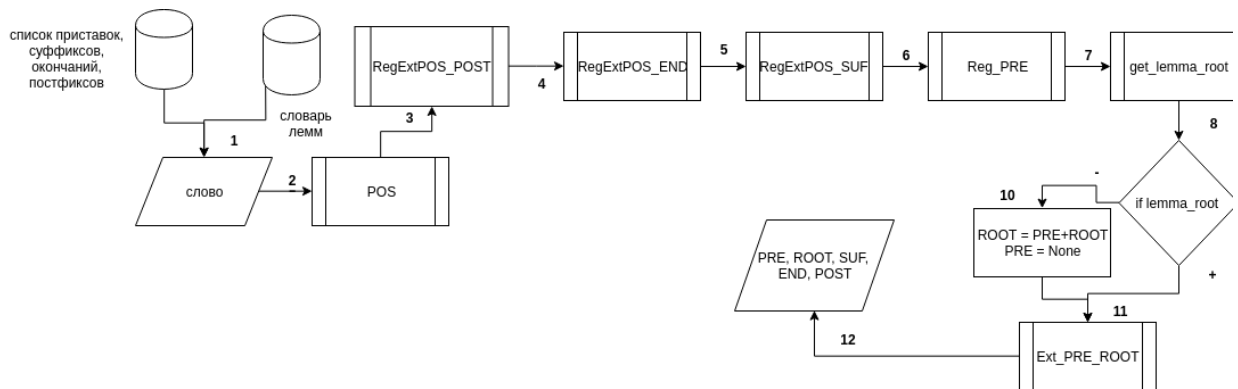 список приставок,
суффиксов,
окончаний,
постфиксов
словарь
лемм
1
слово
2
POS
3
RegExtPOS_POST
4
RegExtPOS_END
5
RegExtPOS_SUF
6
Reg_PRE
7
get_lemma_root
8
if lemma_root
-
10
ROOT = PRE+ROOT
PRE = None
+
11
Ext_PRE_ROOT
12
PRE, ROOT, SUF,
END, POST